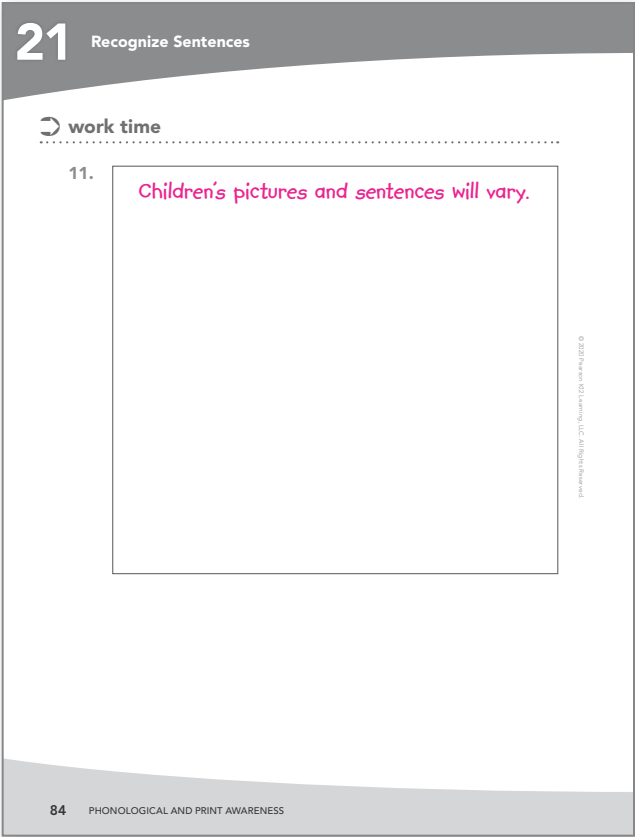 21 Recognize Sentences
work time
11.
Children's pictures and sentences will vary.
© 2020 Pearson K12 Learning, LLC. All Rights Reserved.
84 PHONOLOGICAL AND PRINT AWARENESS